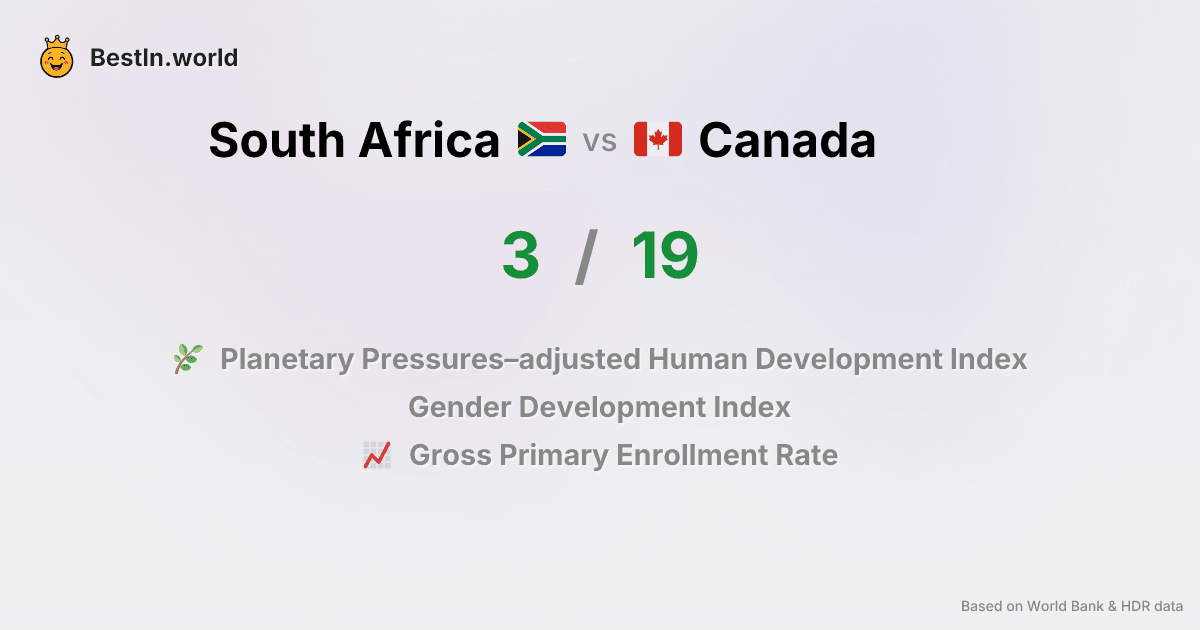 BestIn.world
South Africa vs Canada
3 / 19
Planetary Pressures–adjusted Human Development Index
Gender Development Index
Gross Primary Enrollment Rate
Based on World Bank & HDR data